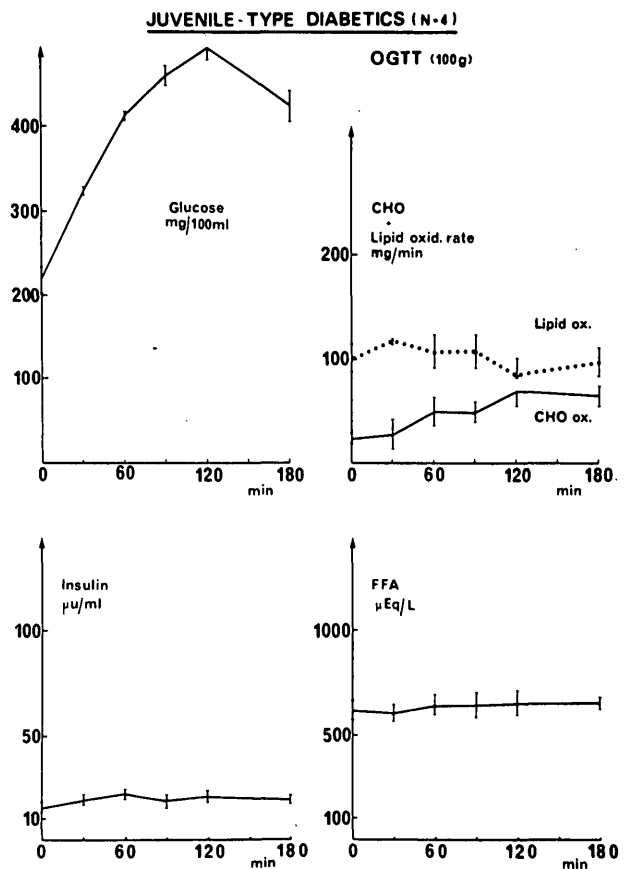 JUVENILE-TYPE DIABETICS (N-4)
OGTT (100g)
400
300
200
100
Glucose
mg/100ml
0 60 120 180
min
CHO
+
Lipid oxid. rate
mg/min
200
100
Lipid ox.
CHO ox.
0 60 120 180
min
Insulin
μu/ml
100
50
10
0 60 120 180
min
FFA
μEq/L
1000
500
100
0 60 120 180
min